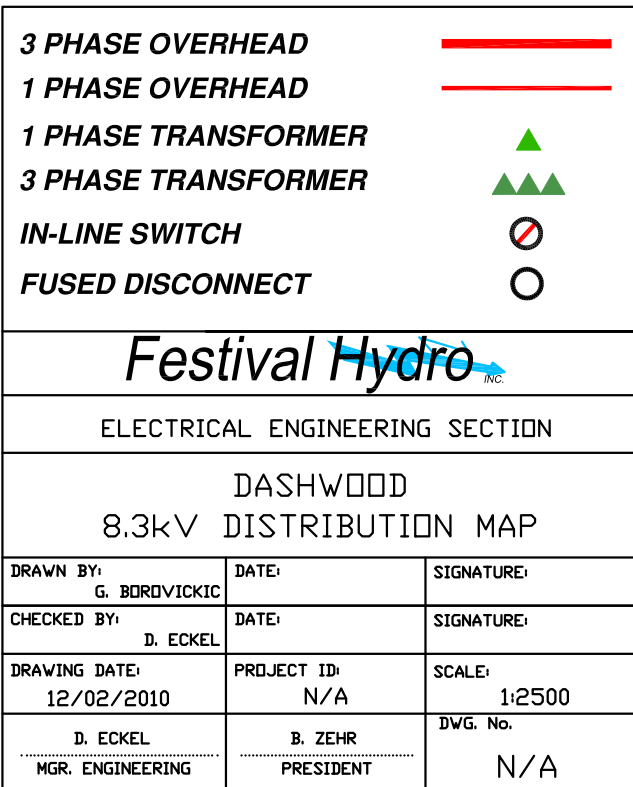 3 PHASE OVERHEAD
1 PHASE OVERHEAD
1 PHASE TRANSFORMER
3 PHASE TRANSFORMER
IN-LINE SWITCH
FUSED DISCONNECT
Festival Hydro INC.
ELECTRICAL ENGINEERING SECTION
DASHWOOD
8.3kV DISTRIBUTION MAP
DRAWN BY: DATE: SIGNATURE:
G. BOROVICKIC
CHECKED BY: DATE: SIGNATURE:
D. ECKEL
DRAWING DATE: PROJECT ID: SCALE:
12/02/2010 N/A 1:2500
DWG. No.
D. ECKEL B. ZEHR
MGR. ENGINEERING PRESIDENT N/A